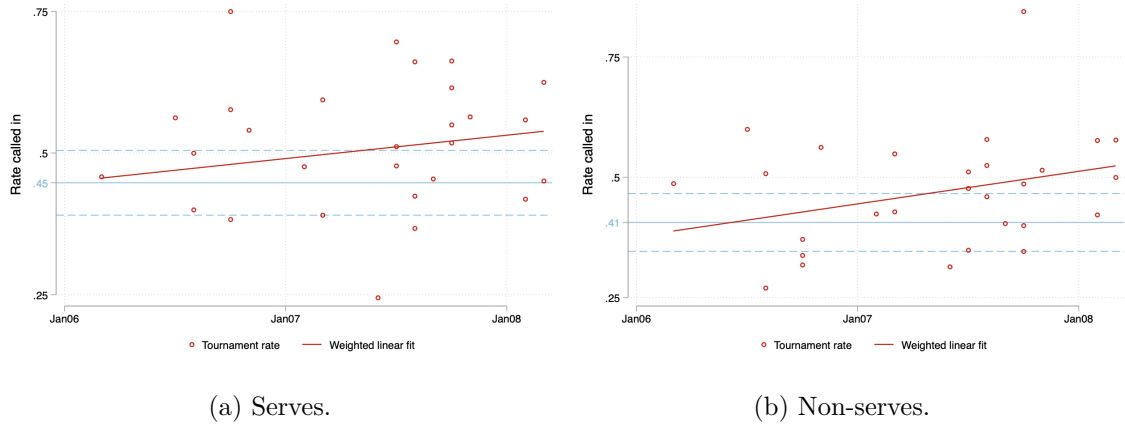 Rate called in
.75
.5
.45
.25
Jan06
Jan07
Jan08
Tournament rate
Weighted linear fit
(a) Serves.
Rate called in
.75
.5
.41
.25
Jan06
Jan07
Jan08
Tournament rate
Weighted linear fit
(b) Non-serves.